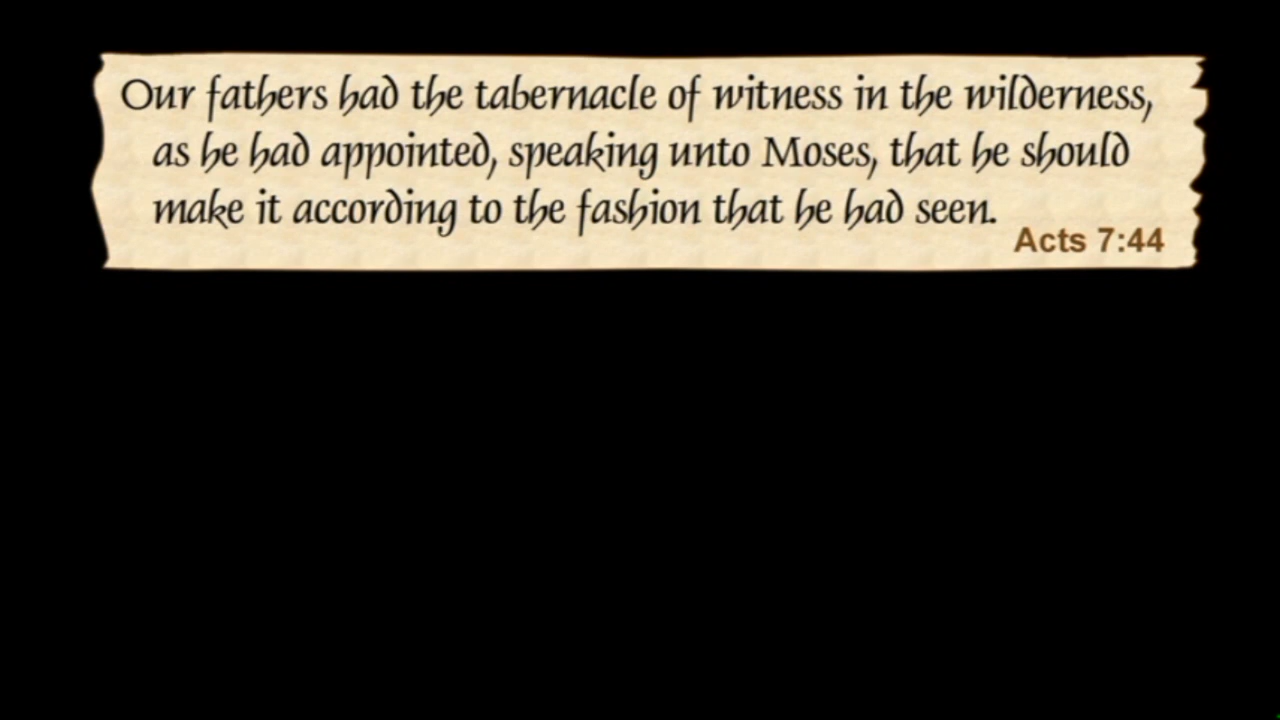 Our fathers had the tabernacle of witness in the wilderness,
as he had appointed, speaking unto Moses, that he should
make it according to the fashion that he had seen.
Acts 7:44